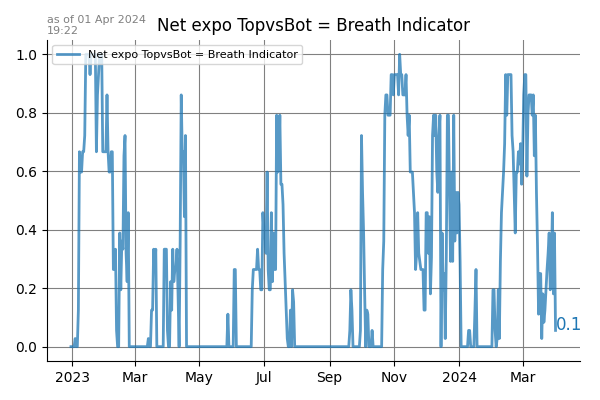 as of 01 Apr 2024
19:22
Net expo TopvsBot = Breath Indicator
Net expo TopvsBot = Breath Indicator
1.0
0.8
0.6
0.4
0.2
0.0
0.1
2023 Mar May Jul Sep Nov 2024 Mar